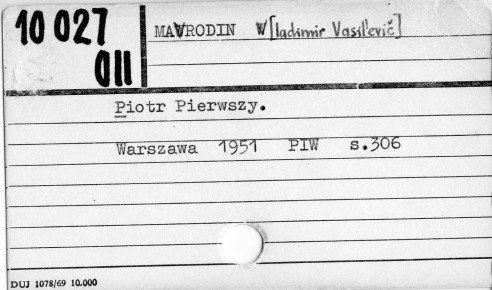 10 027
011
MAVRODIN W[ladimir Vasil'evič]
Piotr Pierwszy.
Warszawa 1951 PIW s.306
DUJ 1078/69 10.000